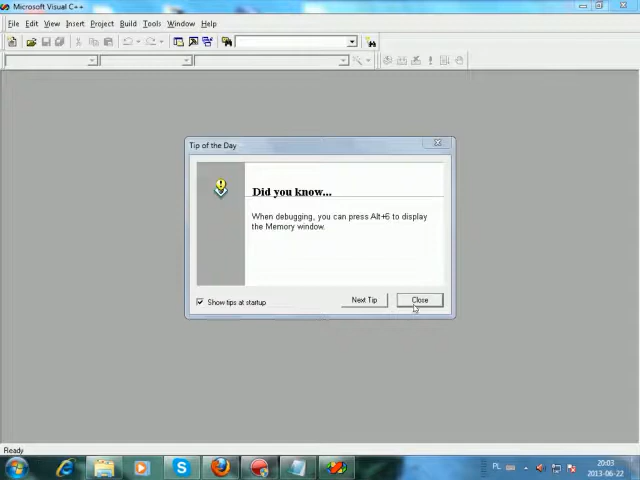 Microsoft Visual C++
File Edit View Insert Project Build Tools Window Help
Tip of the Day
Did you know...
When debugging, you can press Alt+6 to display
the Memory window.
Show tips at startup
Next Tip
Close
Ready
PL
20:03
2013-06-22